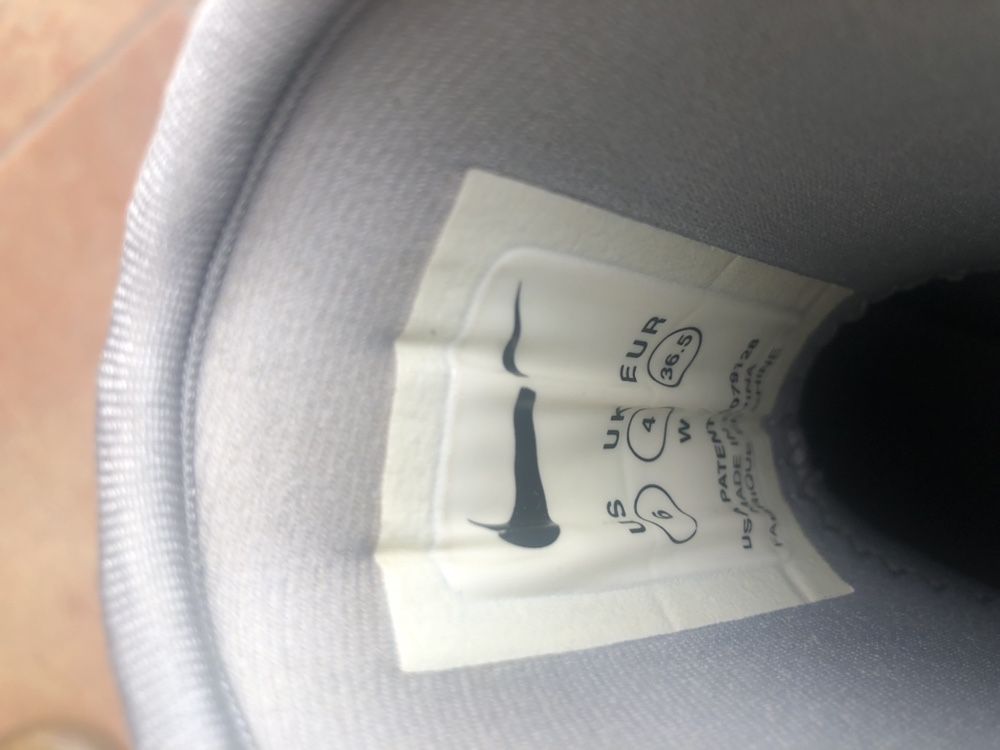 US UK EUR
6 4 36.5
W
US PATENT
MADE IN CHINA